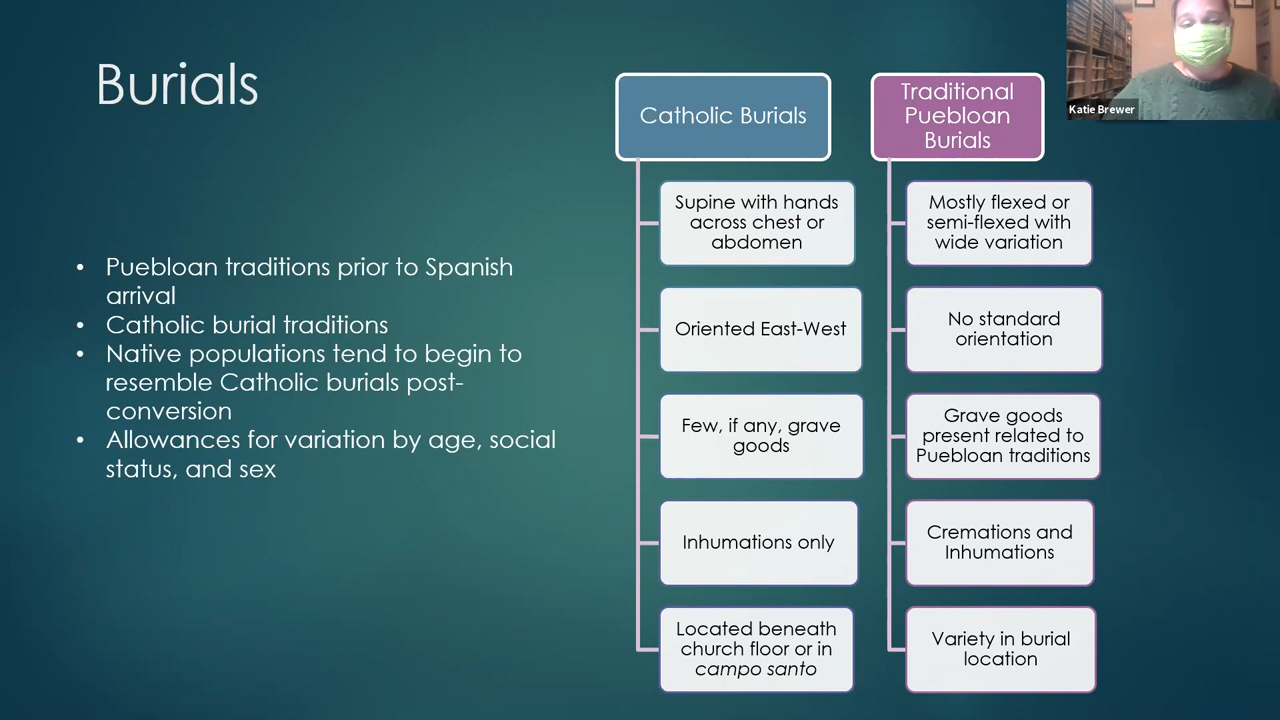 Burials
• Puebloan traditions prior to Spanish
arrival
• Catholic burial traditions
• Native populations tend to begin to
resemble Catholic burials post-
conversion
• Allowances for variation by age, social
status, and sex
Catholic Burials
Supine with hands
across chest or
abdomen
Oriented East-West
Few, if any, grave
goods
Inhumations only
Located beneath
church floor or in
campo santo
Traditional
Puebloan
Burials
Mostly flexed or
semi-flexed with
wide variation
No standard
orientation
Grave goods
present related to
Puebloan traditions
Cremations and
Inhumations
Variety in burial
location
Katie Brewer